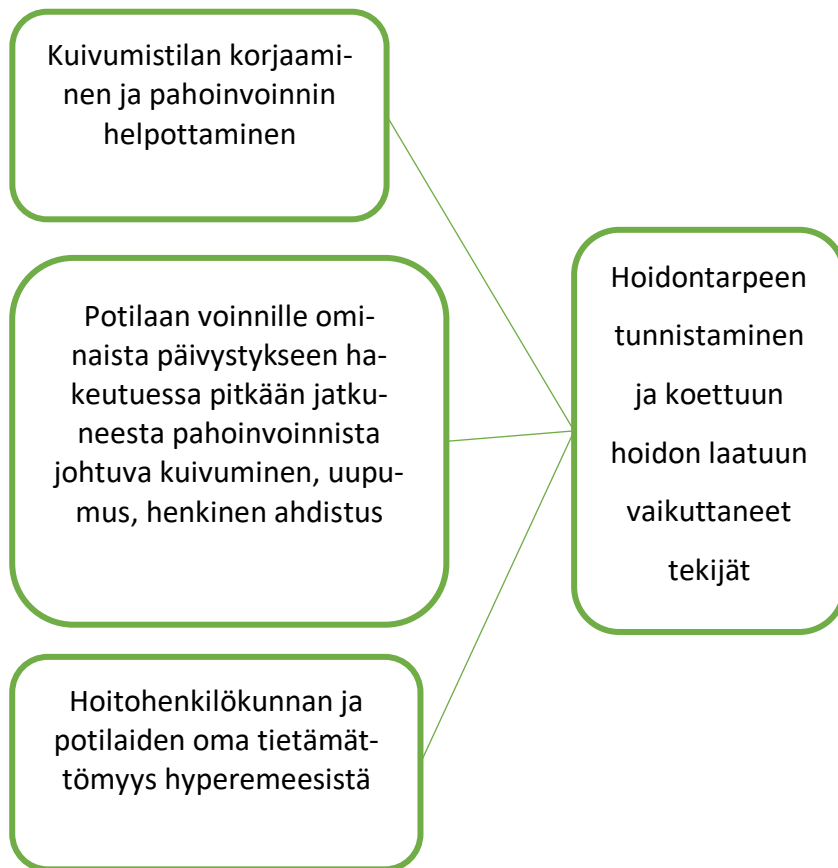 Kuivumistilan korjaami-
nen ja pahoinvoinnin
helpottaminen
Potilaan voinnille omi-
naista päivystykseen ha-
keutuessa pitkään jatku-
neesta pahoinvoinnista
johtuva kuivuminen, uupu-
mus, henkinen ahdistus
Hoitohenkilökunnan ja
potilaiden oma tietämät-
tömyys hyperemeesistä
Hoidontarpeen
tunnistaminen
ja koettuun
hoidon laatuun
vaikuttaneet
tekijät